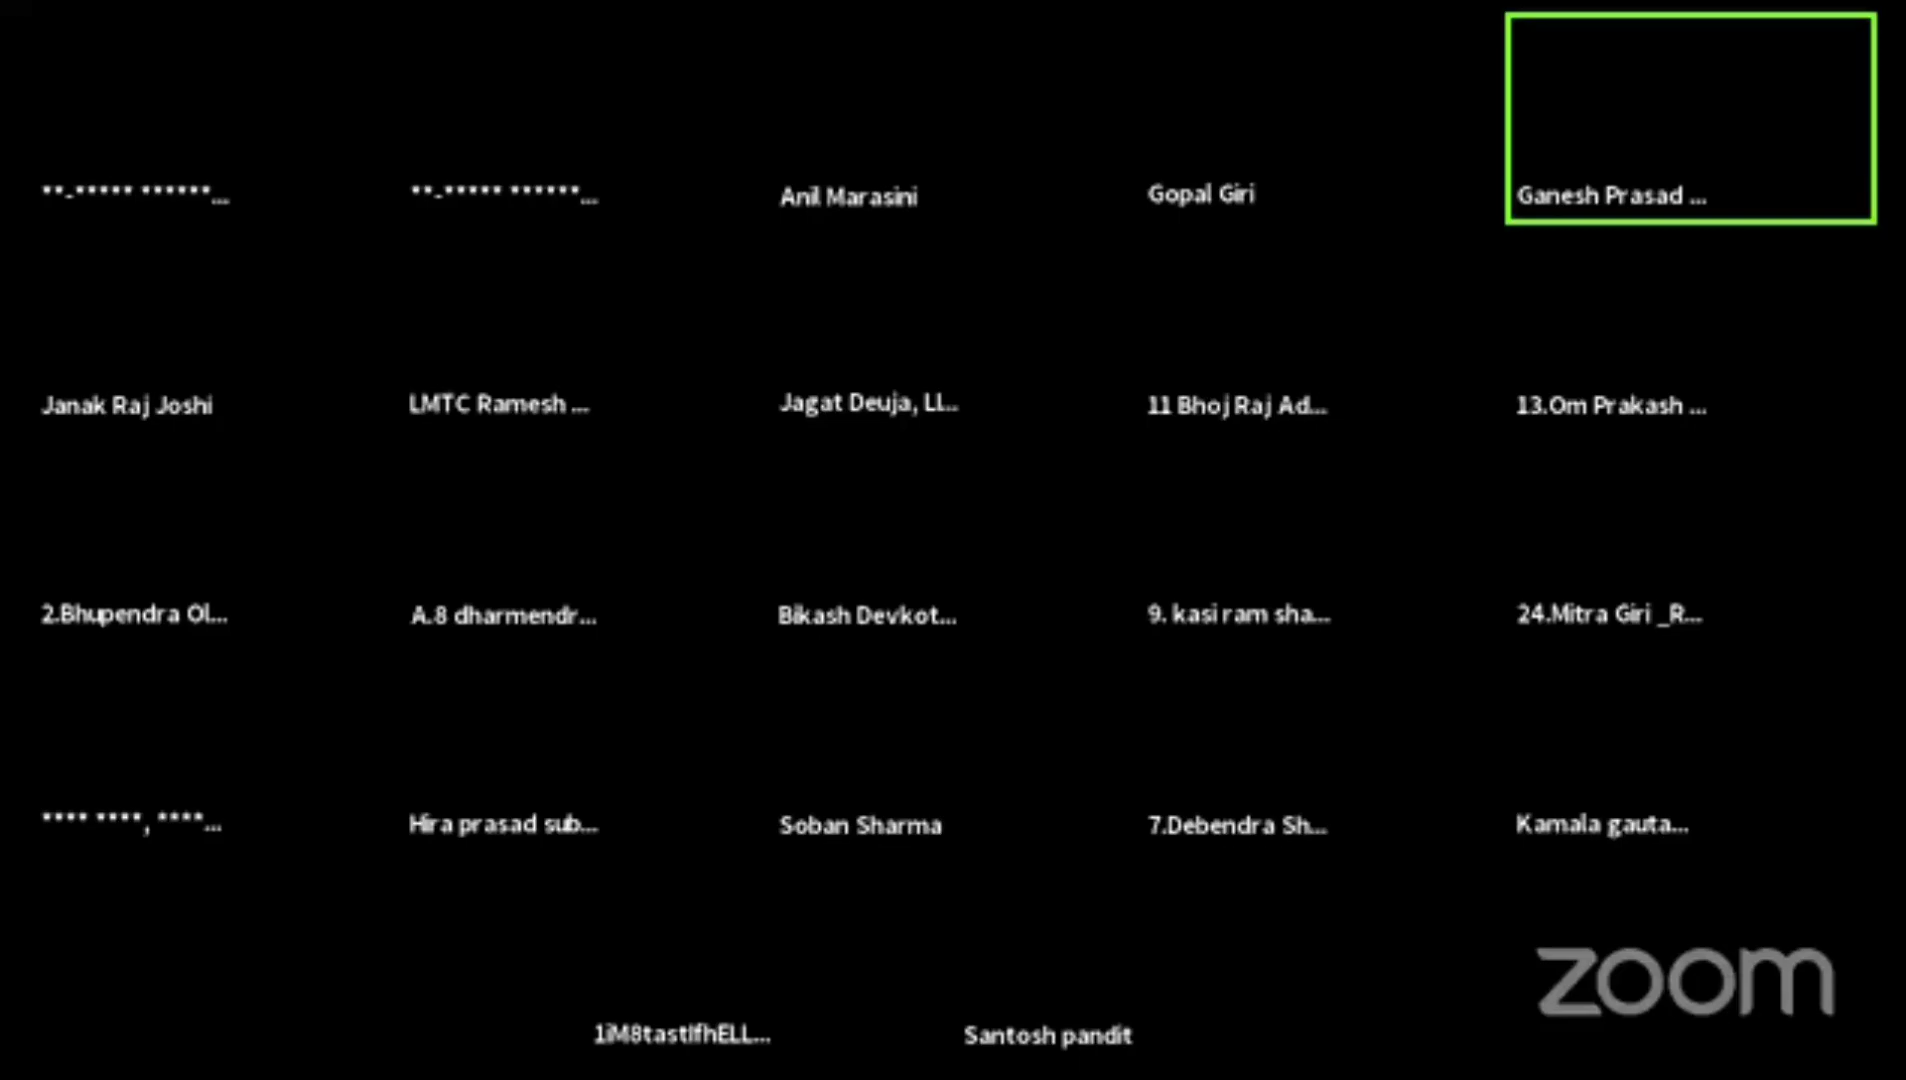 **-***** ******...
**-***** ******...
Anil Marasini
Gopal Giri
Ganesh Prasad ...
Janak Raj Joshi
LMTC Ramesh ...
Jagat Deuja, LL...
11 Bhoj Raj Ad...
13.Om Prakash ...
2.Bhupendra Ol...
A.8 dharmendr...
Bikash Devkot...
9. kasi ram sha...
24.Mitra Giri _R...
**** ****, ****...
Hira prasad sub...
Soban Sharma
7.Debendra Sh...
Kamala gauta...
zoom
Santosh pandit